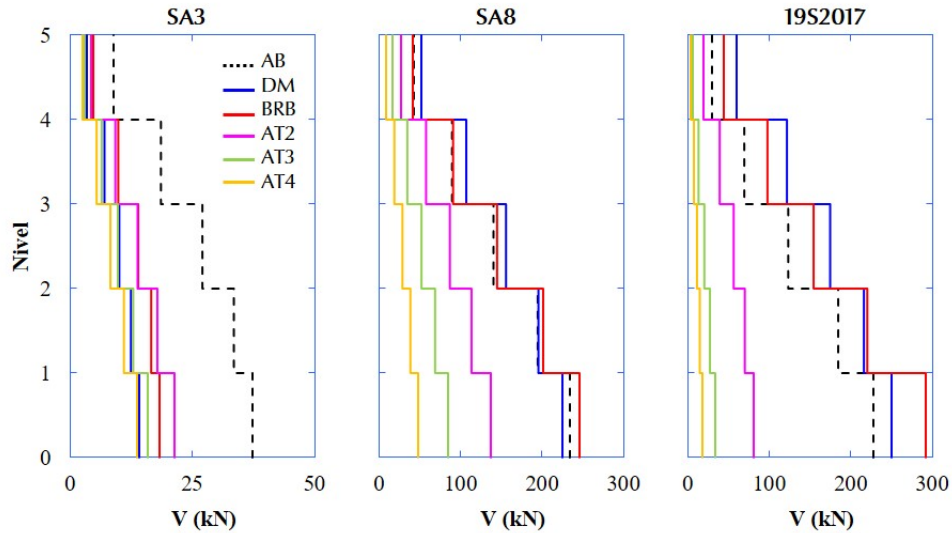 SA3
SA8
19S2017
5
4
3
2
1
0
Nivel
AB
DM
BRB
AT2
AT3
AT4
0 25 50
0 100 200 300
0 100 200 300
V (kN)
V (kN)
V (kN)